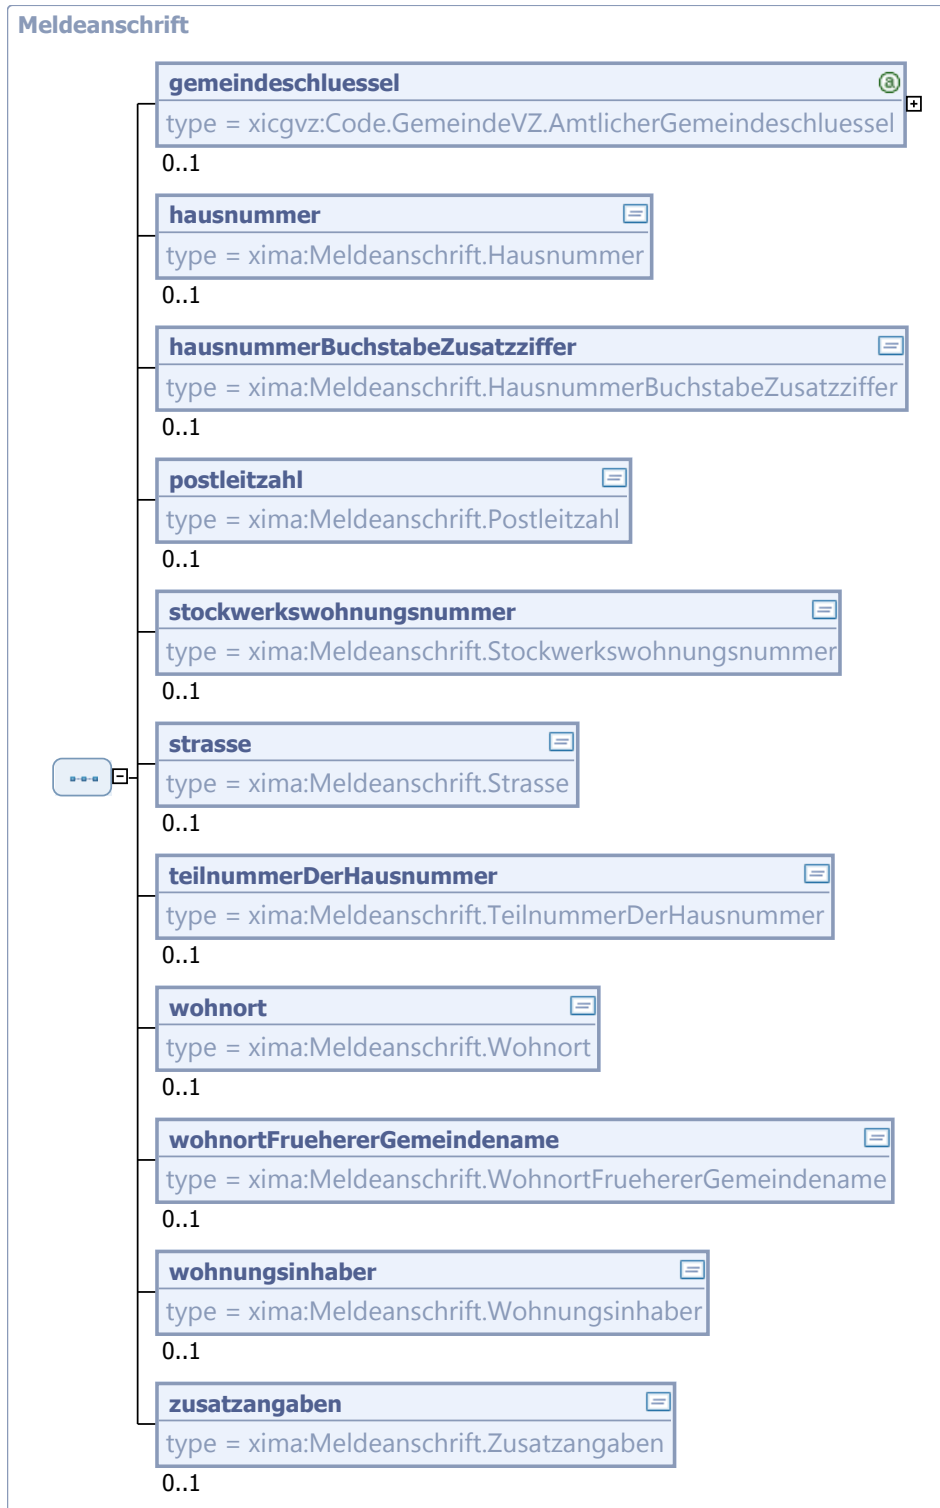 Meldeanschrift
gemeindeschluessel
type = xicgvz:Code.GemeindeVZ.AmtlicherGemeindeschluessel
0..1
hausnummer
type = xima:Meldeanschrift.Hausnummer
0..1
hausnummerBuchstabeZusatzziffer
type = xima:Meldeanschrift.HausnummerBuchstabeZusatzziffer
0..1
postleitzahl
type = xima:Meldeanschrift.Postleitzahl
0..1
stockwerkswohnungsnummer
type = xima:Meldeanschrift.Stockwerkswohnungsnummer
0..1
strasse
type = xima:Meldeanschrift.Strasse
0..1
teilnummerDerHausnummer
type = xima:Meldeanschrift.TeilnummerDerHausnummer
0..1
wohnort
type = xima:Meldeanschrift.Wohnort
0..1
wohnortFruehererGemeindename
type = xima:Meldeanschrift.WohnortFruehererGemeindename
0..1
wohnungsinhaber
type = xima:Meldeanschrift.Wohnungsinhaber
0..1
zusatzangaben
type = xima:Meldeanschrift.Zusatzangaben
0..1